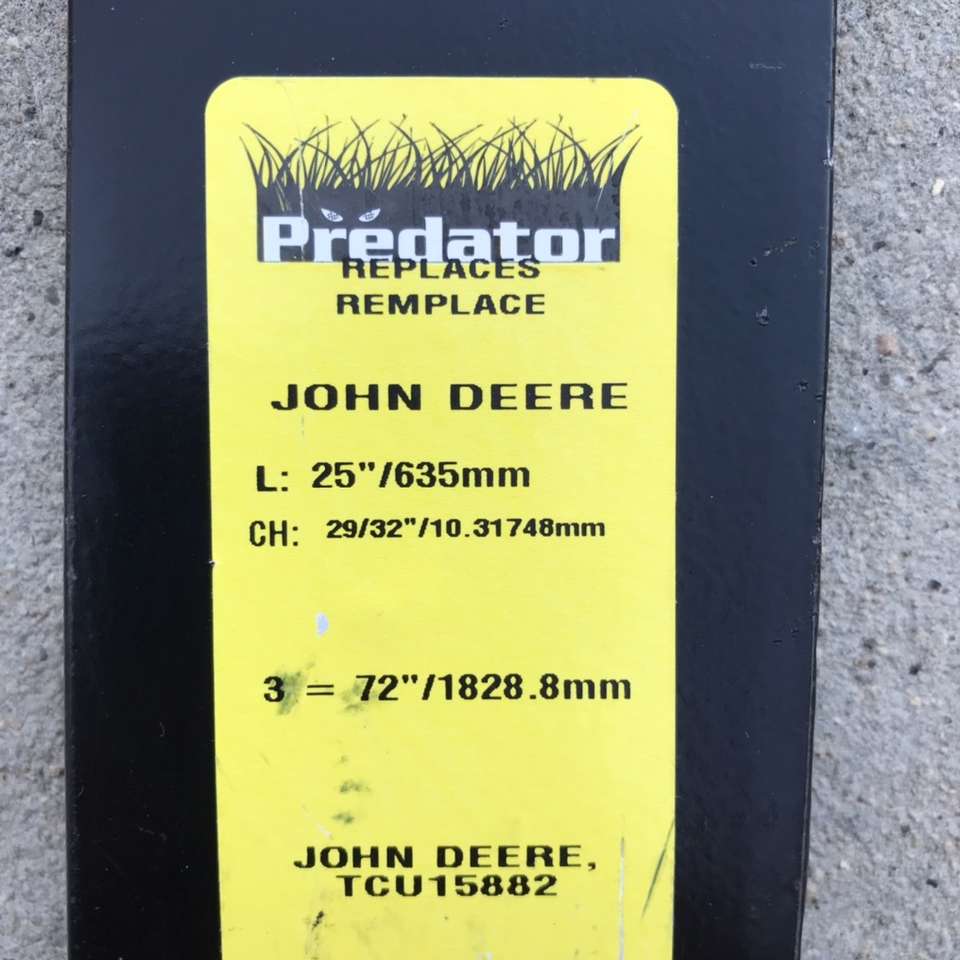 Predator
REPLACES
REMPLACE
JOHN DEERE
L: 25"/635mm
CH: 29/32"/10.31748mm
3 = 72"/1828.8mm
JOHN DEERE,
TCU15882